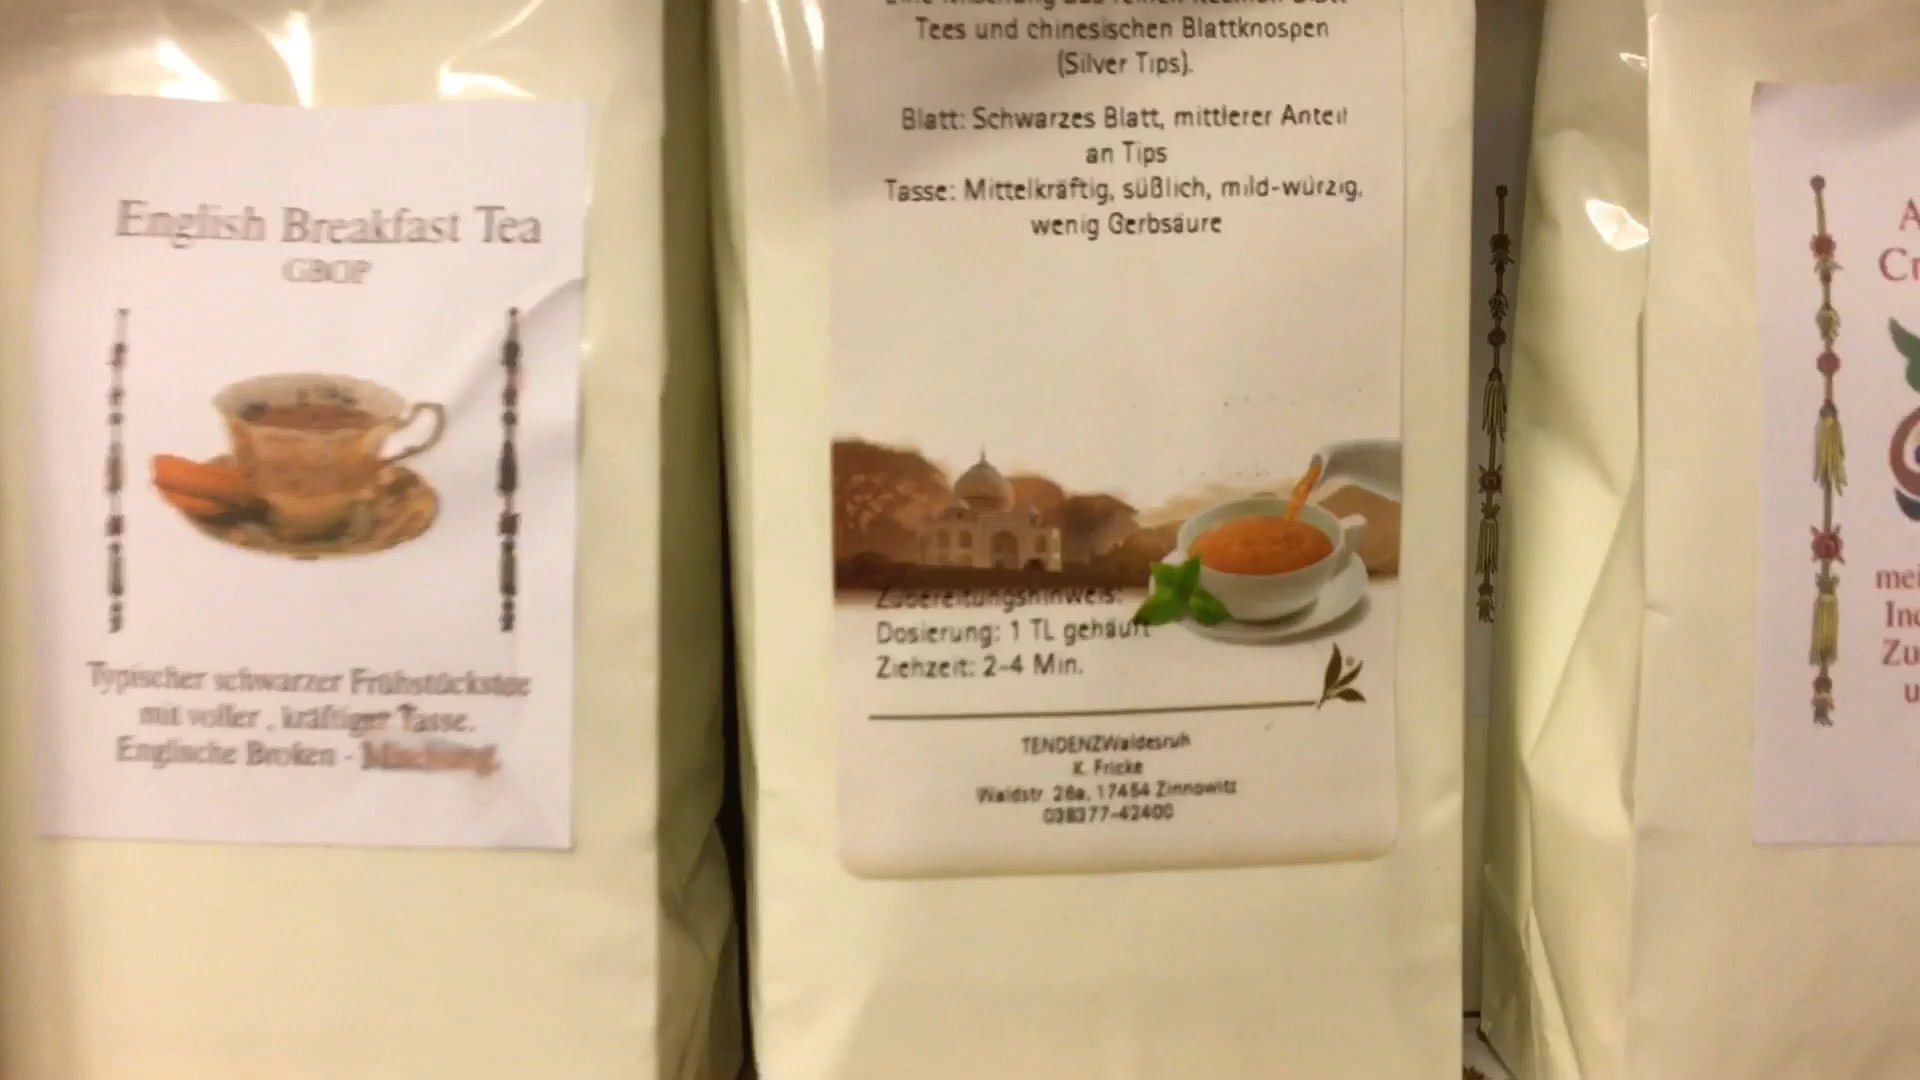 English Breakfast Tea
GBOP
Typischer schwarzer Frühstückstee
mit voller , kräftiger Tasse.
Englische Broken - Mischung.
Tees und chinesischen Blattknospen
(Silver Tips).
Blatt: Schwarzes Blatt, mittlerer Anteil
an Tips
Tasse: Mittelkräftig, süßlich, mild-würzig,
wenig Gerbsäure
Zubereitungshinweis:
Dosierung: 1 TL gehäuft
Ziehzeit: 2-4 Min.
TENDENZWaldesruh
K. Fricke
Waldstr. 26a, 17454 Zinnowitz
038377-42400